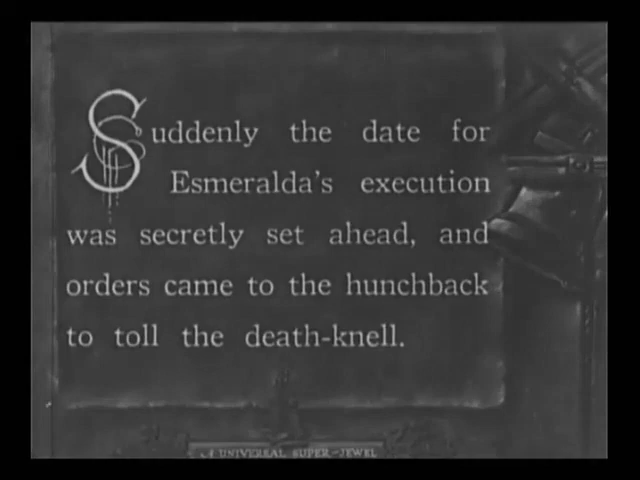 Suddenly the date for
Esmeralda's execution
was secretly set ahead, and
orders came to the hunchback
to toll the death-knell.
A UNIVERSAL SUPER-JEWEL